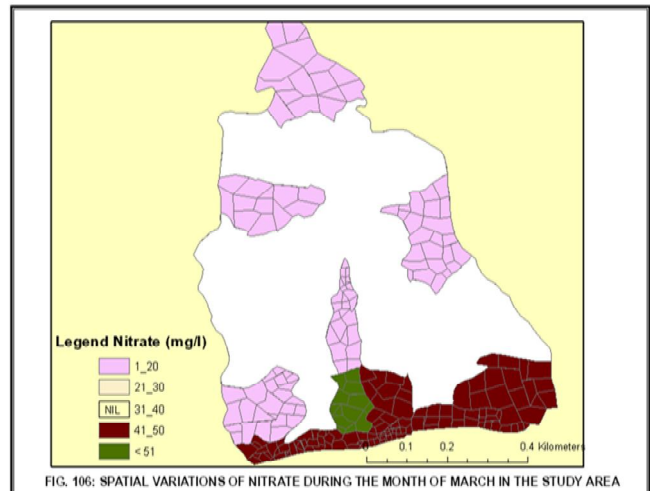 Legend Nitrate (mg/l)
1_20
21_30
NIL 31_40
41_50
< 51
0 0.1 0.2 0.4 Kilometers
FIG. 106: SPATIAL VARIATIONS OF NITRATE DURING THE MONTH OF MARCH IN THE STUDY AREA